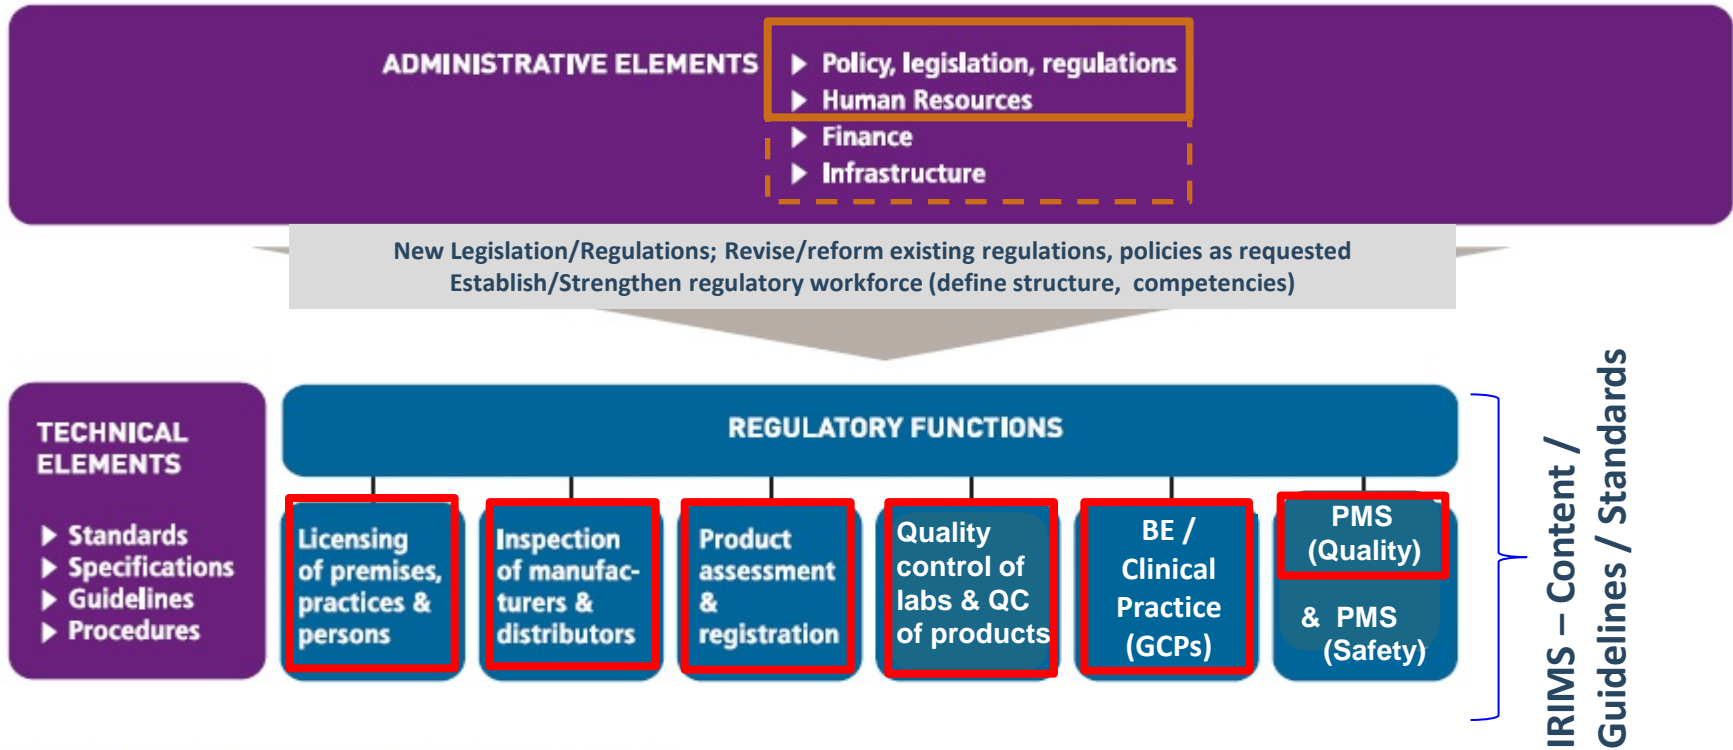 ADMINISTRATIVE ELEMENTS
Policy, legislation, regulations
Human Resources
Finance
Infrastructure
New Legislation/Regulations; Revise/reform existing regulations, policies as requested
Establish/Strengthen regulatory workforce (define structure, competencies)
TECHNICAL
ELEMENTS
Standards
Specifications
Guidelines
Procedures
REGULATORY FUNCTIONS
Licensing
of premises,
practices &
persons
Inspection
of manufac-
turers &
distributors
Product
assessment
&
registration
Quality
control of
labs & QC
of products
BE /
Clinical
Practice
(GCPs)
PMS
(Quality)
& PMS
(Safety)
IRIMS – Content /
Guidelines / Standards